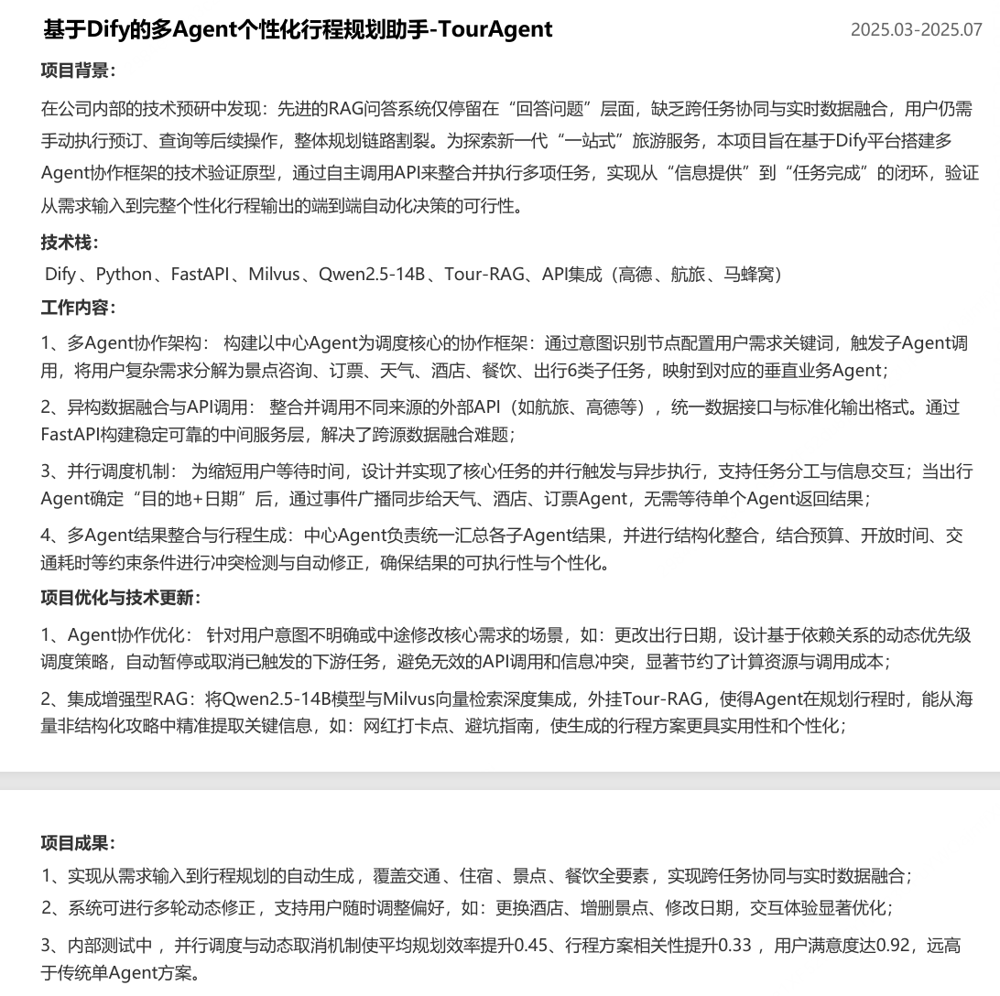 基于Dify的多Agent个性化行程规划助手-TourAgent 2025.03-2025.07
项目背景：
在公司内部的技术预研中发现：先进的RAG问答系统仅停留在“回答问题”层面，缺乏跨任务协同与实时数据融合，用户仍需
手动执行预订、查询等后续操作，整体规划链路割裂。为探索新一代“一站式”旅游服务，本项目旨在基于Dify平台搭建多
Agent协作框架的技术验证原型，通过自主调用API来整合并执行多项任务，实现从“信息提供”到“任务完成”的闭环，验证
从需求输入到完整个性化行程输出的端到端自动化决策的可行性。
技术栈：
Dify、Python、FastAPI、Milvus、Qwen2.5-14B、Tour-RAG、API集成（高德、航旅、马蜂窝）
工作内容：
1、多Agent协作架构： 构建以中心Agent为调度核心的协作框架：通过意图识别节点配置用户需求关键词，触发子Agent调
用，将用户复杂需求分解为景点咨询、订票、天气、酒店、餐饮、出行6类子任务，映射到对应的垂直业务Agent；
2、异构数据融合与API调用： 整合并调用不同来源的外部API（如航旅、高德等），统一数据接口与标准化输出格式。通过
FastAPI构建稳定可靠的中间服务层，解决了跨源数据融合难题；
3、并行调度机制： 为缩短用户等待时间，设计并实现了核心任务的并行触发与异步执行，支持任务分工与信息交互；当出行
Agent确定“目的地+日期”后，通过事件广播同步给天气、酒店、订票Agent，无需等待单个Agent返回结果；
4、多Agent结果整合与行程生成：中心Agent负责统一汇总各子Agent结果，并进行结构化整合，结合预算、开放时间、交
通耗时等约束条件进行冲突检测与自动修正，确保结果的可执行性与个性化。
项目优化与技术更新：
1、Agent协作优化： 针对用户意图不明确或中途修改核心需求的场景，如：更改出行日期，设计基于依赖关系的动态优先级
调度策略，自动暂停或取消已触发的下游任务，避免无效的API调用和信息冲突，显著节约了计算资源与调用成本；
2、集成增强型RAG：将Qwen2.5-14B模型与Milvus向量检索深度集成，外挂Tour-RAG，使得Agent在规划行程时，能从海
量非结构化攻略中精准提取关键信息，如：网红打卡点、避坑指南，使生成的行程方案更具实用性和个性化；
项目成果：
1、实现从需求输入到行程规划的自动生成，覆盖交通、住宿、景点、餐饮全要素，实现跨任务协同与实时数据融合；
2、系统可进行多轮动态修正，支持用户随时调整偏好，如：更换酒店、增删景点、修改日期，交互体验显著优化；
3、内部测试中，并行调度与动态取消机制使平均规划效率提升0.45、行程方案相关性提升0.33，用户满意度达0.92，远高
于传统单Agent方案。